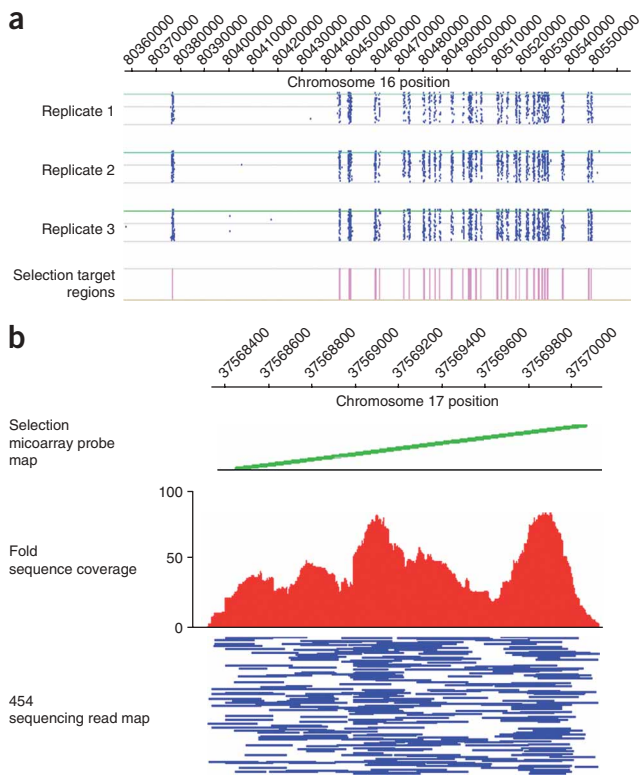 a
80360000 80370000 80380000 80390000 80400000 80410000 80420000 80430000 80440000 80450000 80460000 80470000 80480000 80490000 80500000 80510000 80520000 80530000 80540000 80550000
Chromosome 16 position
Replicate 1
Replicate 2
Replicate 3
Selection target
regions
b
37568400 37568600 37568800 37569000 37569200 37569400 37569600 37569800 37570000
Chromosome 17 position
Selection
micoarray probe
map
100
Fold
sequence coverage
50
0
454
sequencing read map